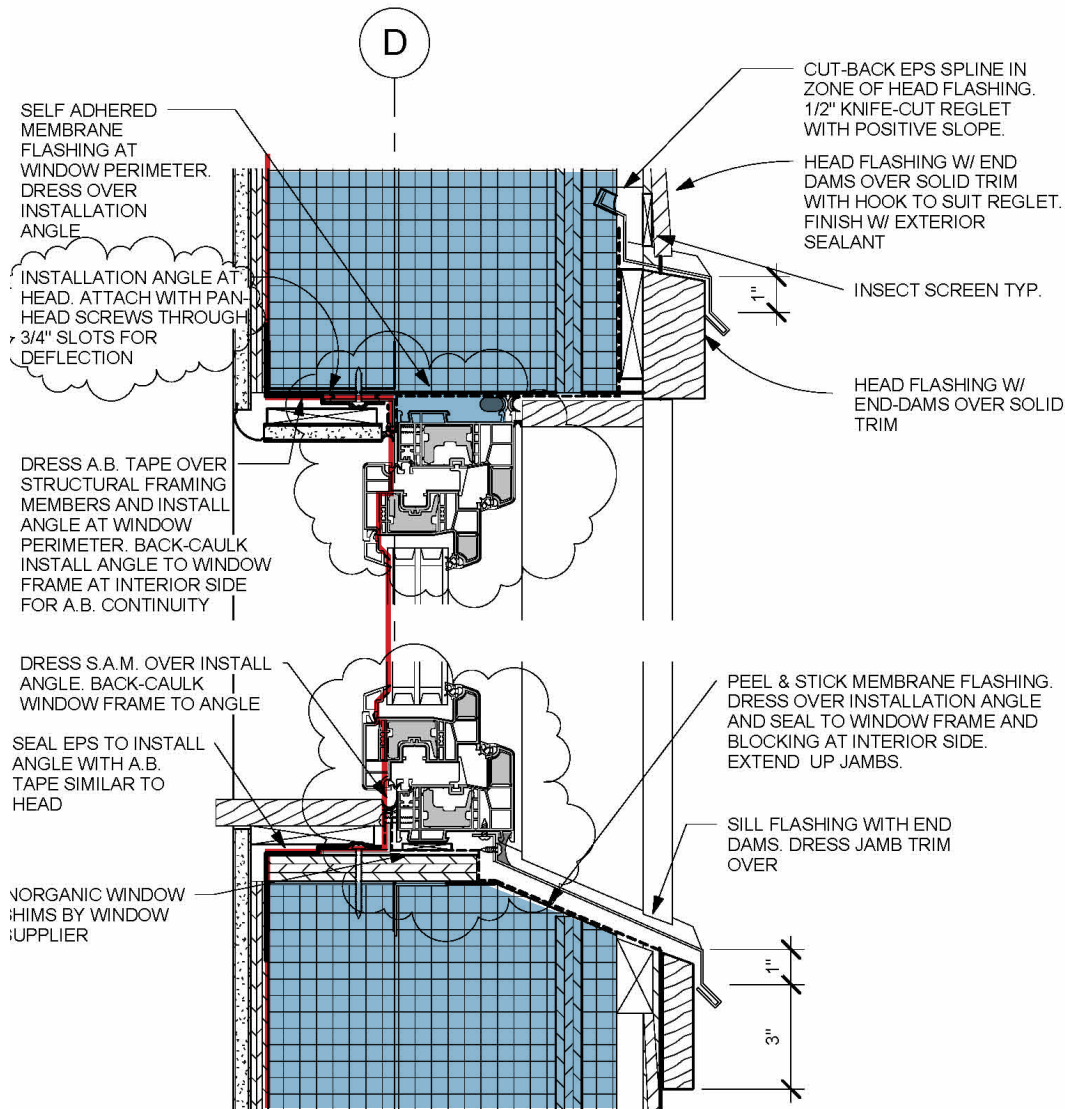 D
SELF ADHERED
MEMBRANE
FLASHING AT
WINDOW PERIMETER.
DRESS OVER
INSTALLATION
ANGLE
INSTALLATION ANGLE AT
HEAD. ATTACH WITH PAN-
HEAD SCREWS THROUGH
3/4" SLOTS FOR
DEFLECTION
DRESS A.B. TAPE OVER
STRUCTURAL FRAMING
MEMBERS AND INSTALL
ANGLE AT WINDOW
PERIMETER. BACK-CAULK
INSTALL ANGLE TO WINDOW
FRAME AT INTERIOR SIDE
FOR A.B. CONTINUITY
DRESS S.A.M. OVER INSTALL
ANGLE. BACK-CAULK
WINDOW FRAME TO ANGLE
SEAL EPS TO INSTALL
ANGLE WITH A.B.
TAPE SIMILAR TO
HEAD
NORGANIC WINDOW
SHIMS BY WINDOW
SUPPLIER
CUT-BACK EPS SPLINE IN
ZONE OF HEAD FLASHING.
1/2" KNIFE-CUT REGLET
WITH POSITIVE SLOPE.
HEAD FLASHING W/ END
DAMS OVER SOLID TRIM
WITH HOOK TO SUIT REGLET.
FINISH W/ EXTERIOR
SEALANT
INSECT SCREEN TYP.
1"
HEAD FLASHING W/
END-DAMS OVER SOLID
TRIM
PEEL & STICK MEMBRANE FLASHING.
DRESS OVER INSTALLATION ANGLE
AND SEAL TO WINDOW FRAME AND
BLOCKING AT INTERIOR SIDE.
EXTEND UP JAMBS.
SILL FLASHING WITH END
DAMS. DRESS JAMB TRIM
OVER
1"
3"